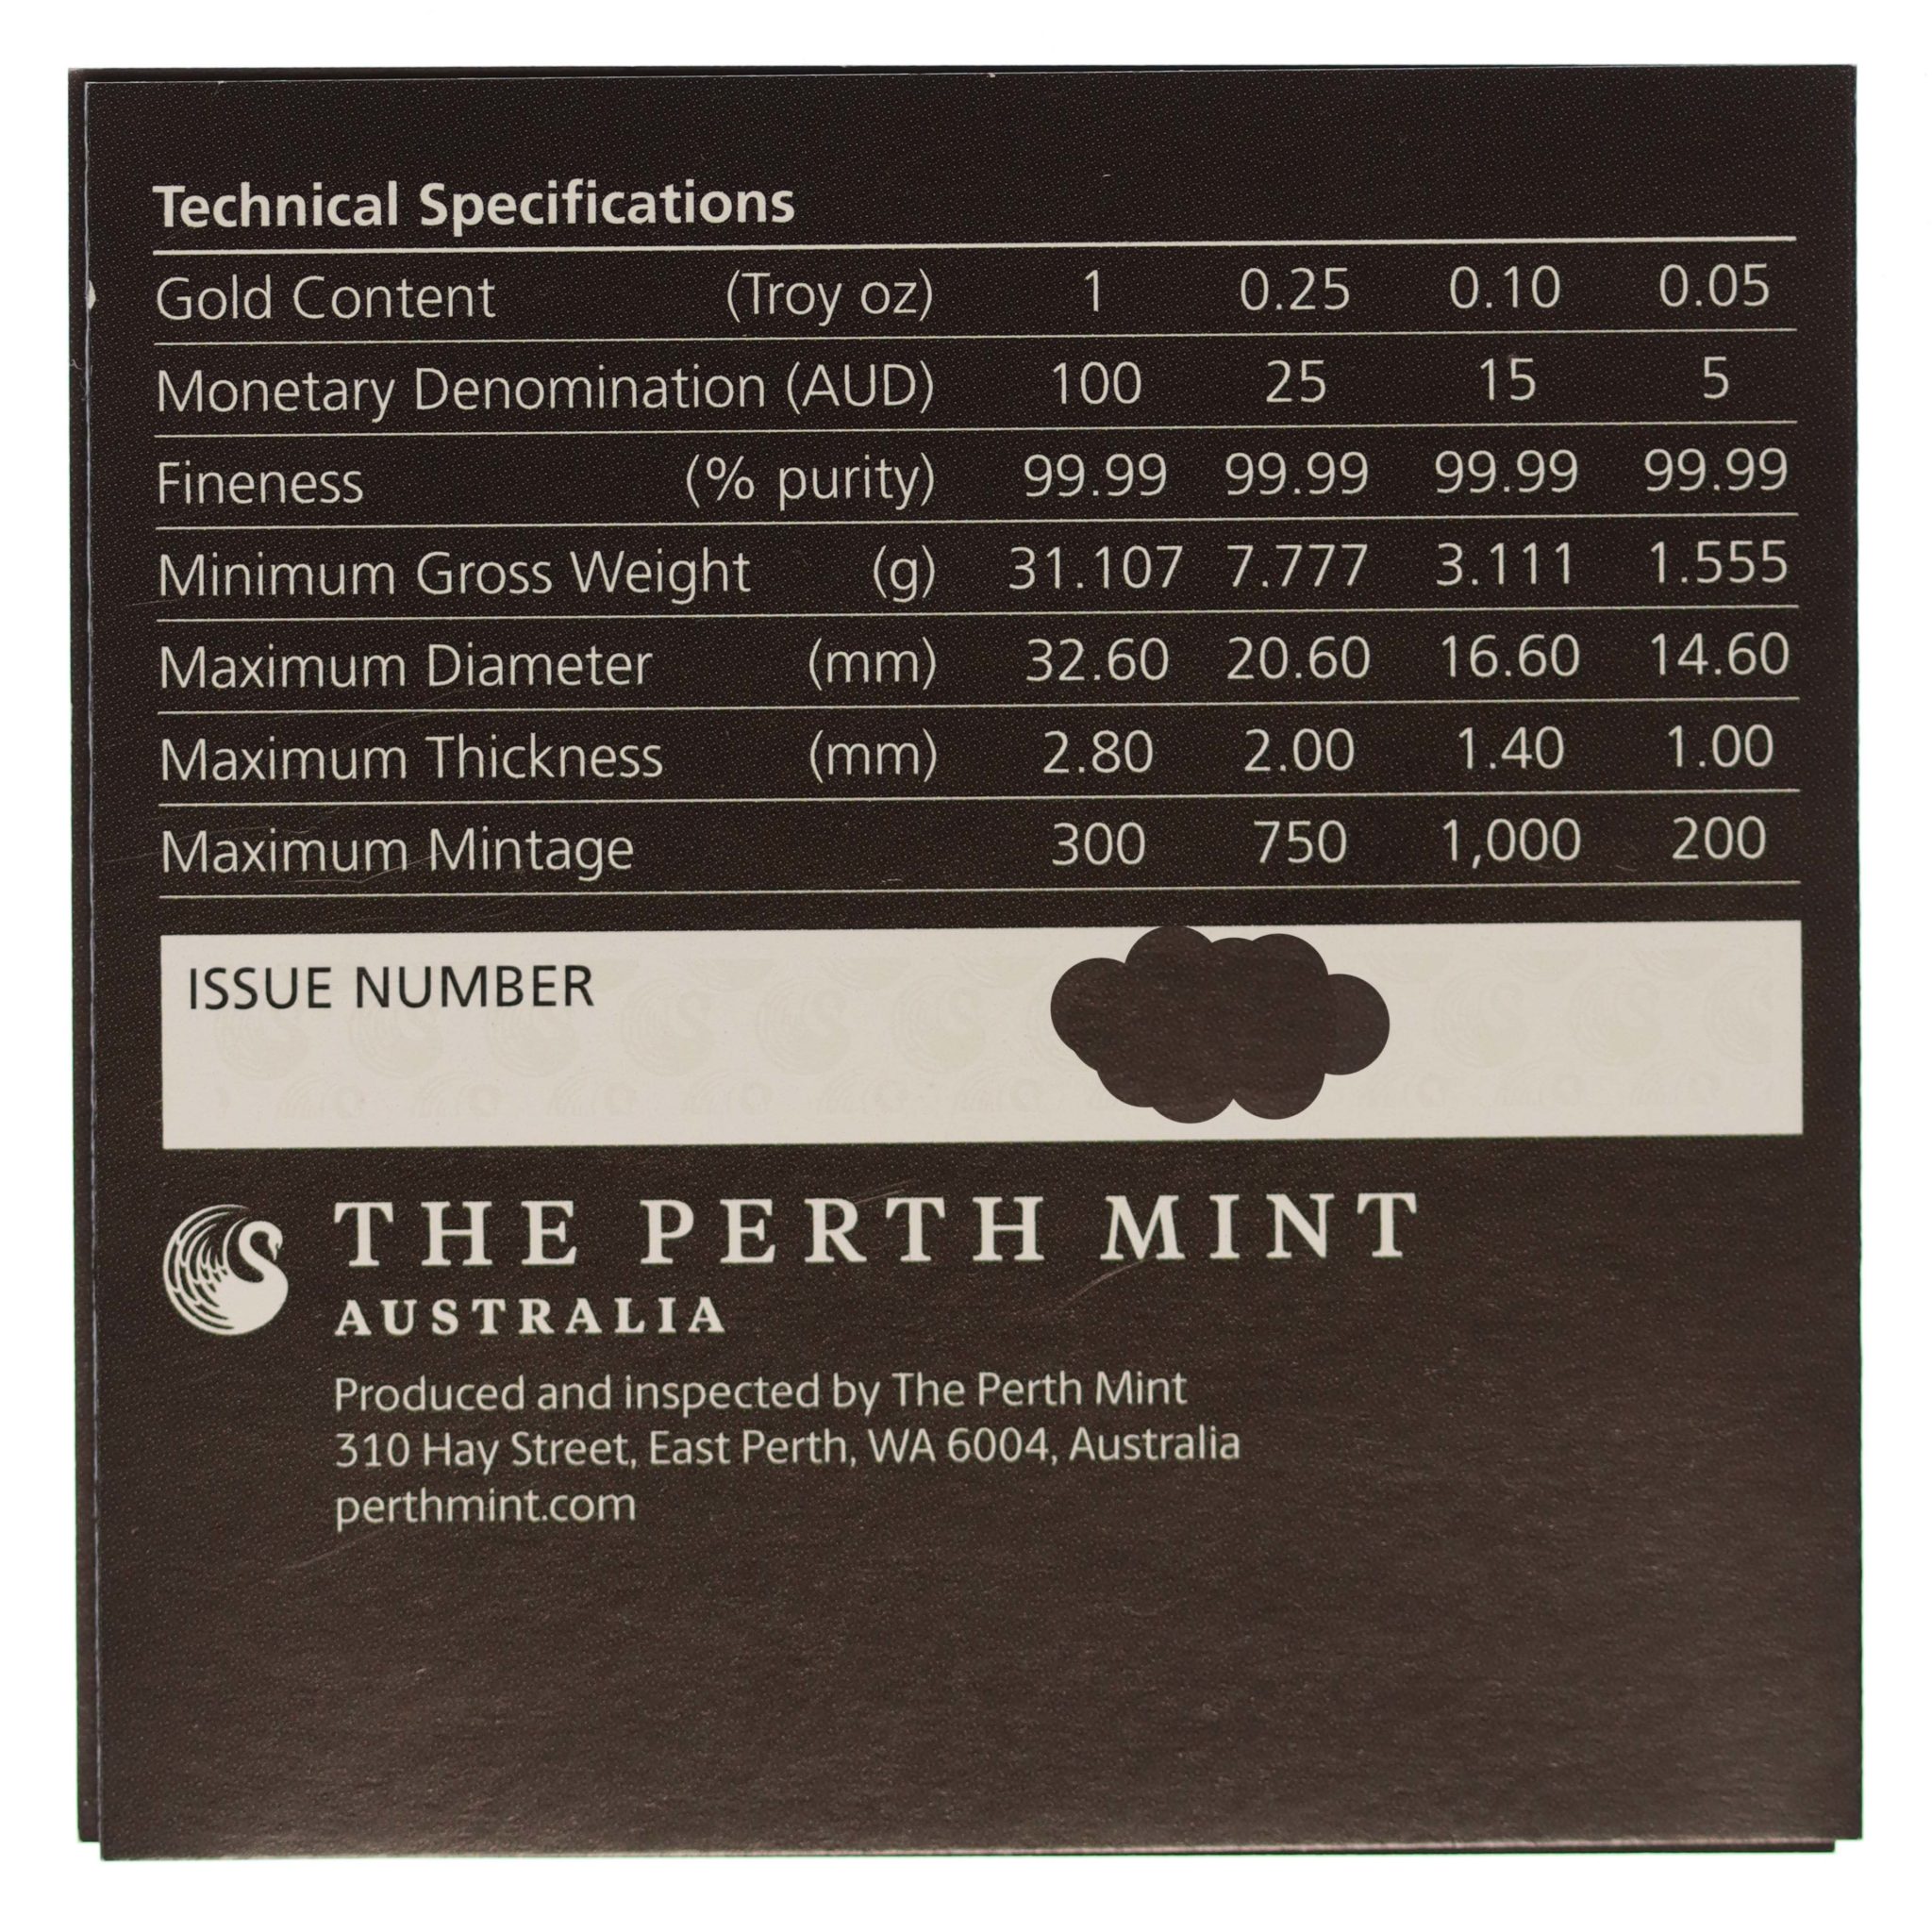 Technical Specifications
Gold Content (Troy oz) 1 0.25 0.10 0.05
Monetary Denomination (AUD) 100 25 15 5
Fineness (% purity) 99.99 99.99 99.99 99.99
Minimum Gross Weight (g) 31.107 7.777 3.111 1.555
Maximum Diameter (mm) 32.60 20.60 16.60 14.60
Maximum Thickness (mm) 2.80 2.00 1.40 1.00
Maximum Mintage 300 750 1,000 200
ISSUE NUMBER
THE PERTH MINT
AUSTRALIA
Produced and inspected by The Perth Mint
310 Hay Street, East Perth, WA 6004, Australia
perthmint.com